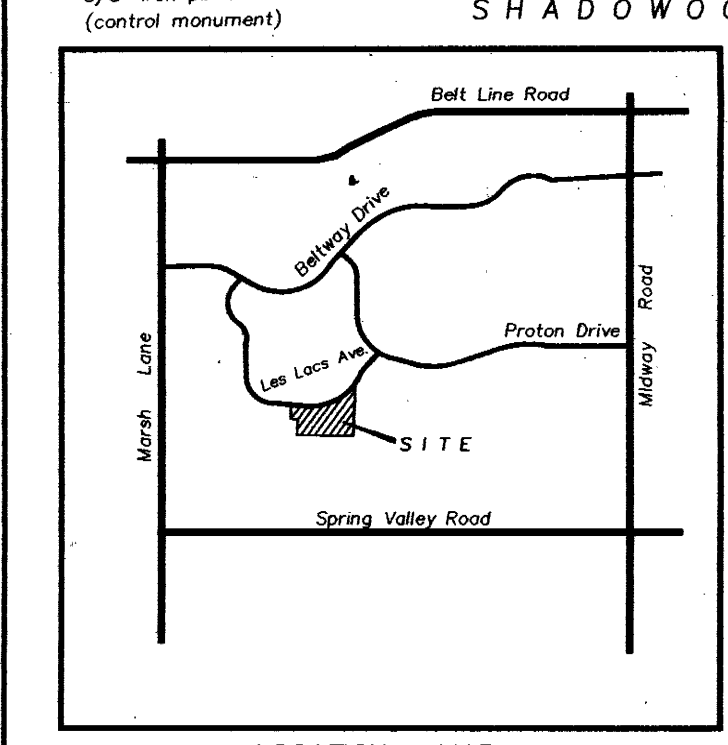 (control monument)
S H A D O W O
Belt Line Road
Beltway Drive
Midway Road
Proton Drive
Les Lacs Ave.
Marsh Lane
S I T E
Spring Valley Road